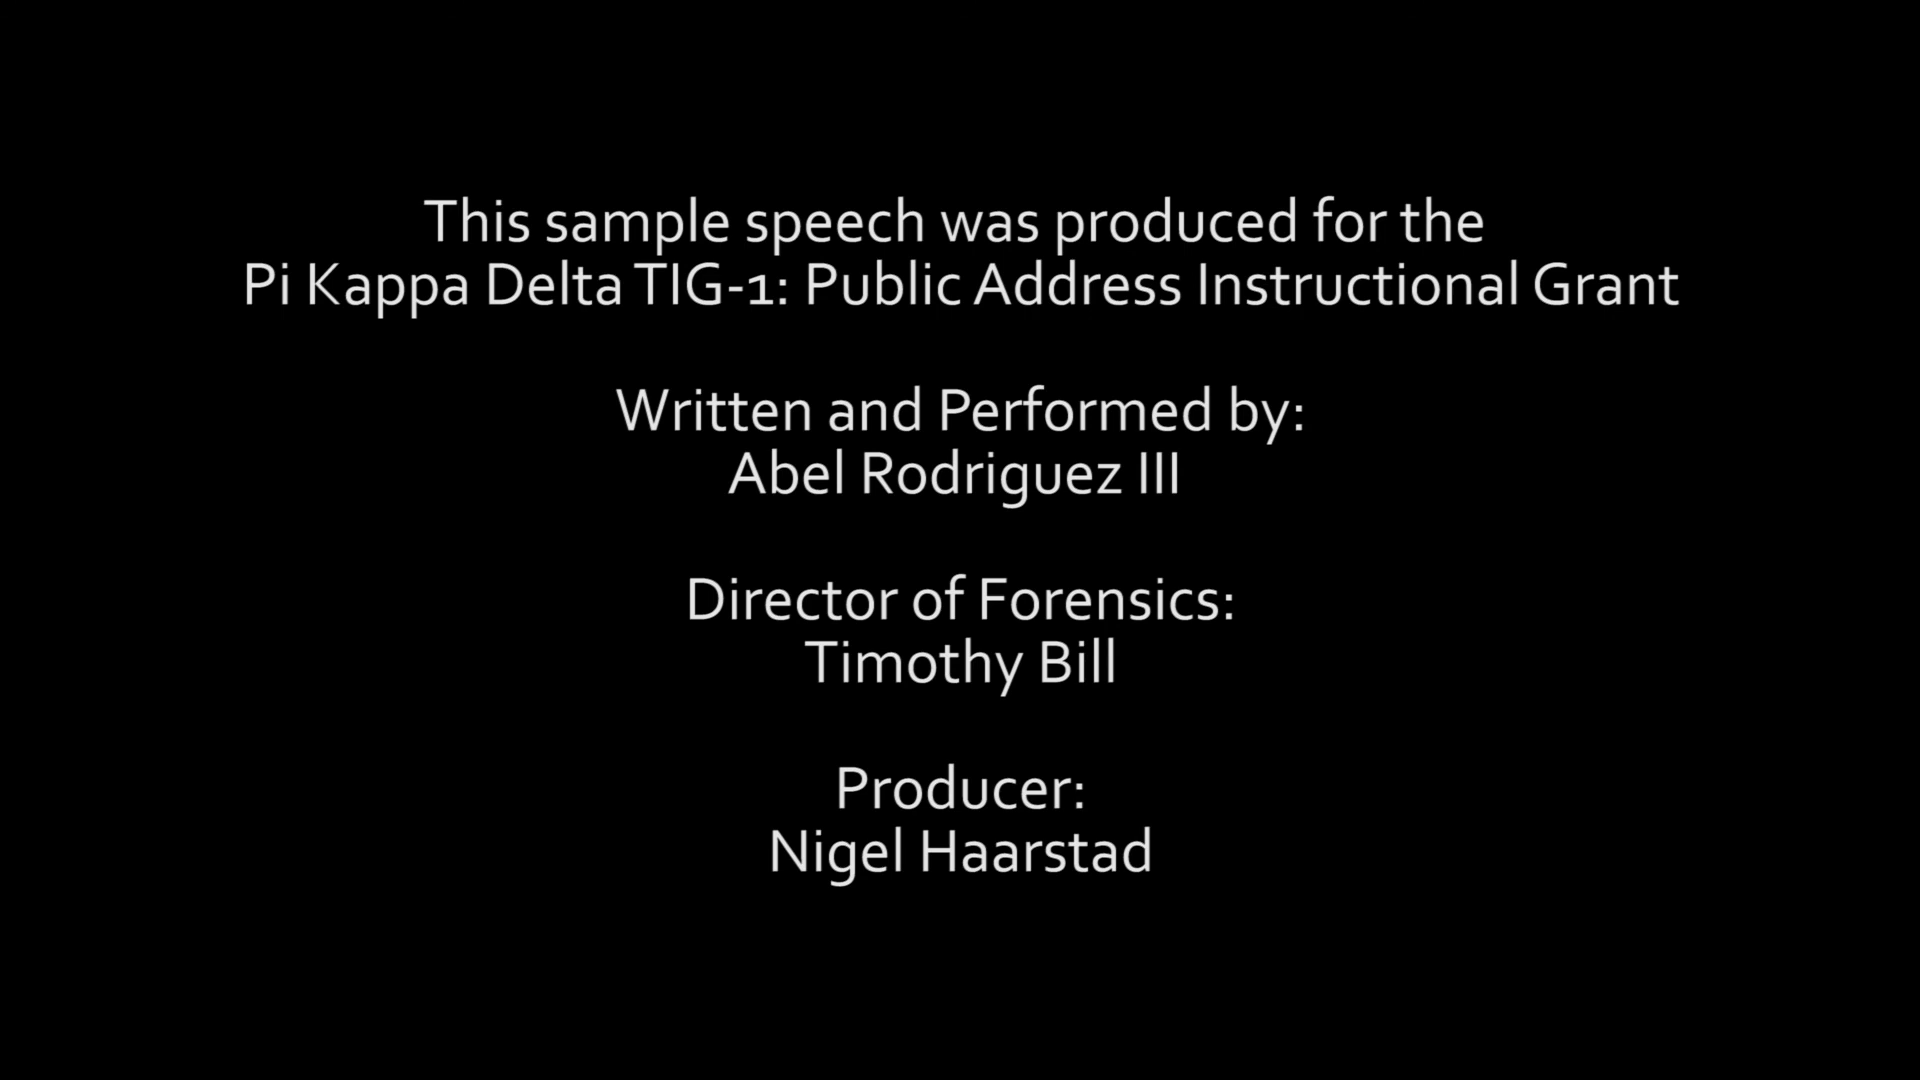 This sample speech was produced for the
Pi Kappa Delta TIG-1: Public Address Instructional Grant
Written and Performed by:
Abel Rodriguez III
Director of Forensics:
Timothy Bill
Producer:
Nigel Haarstad